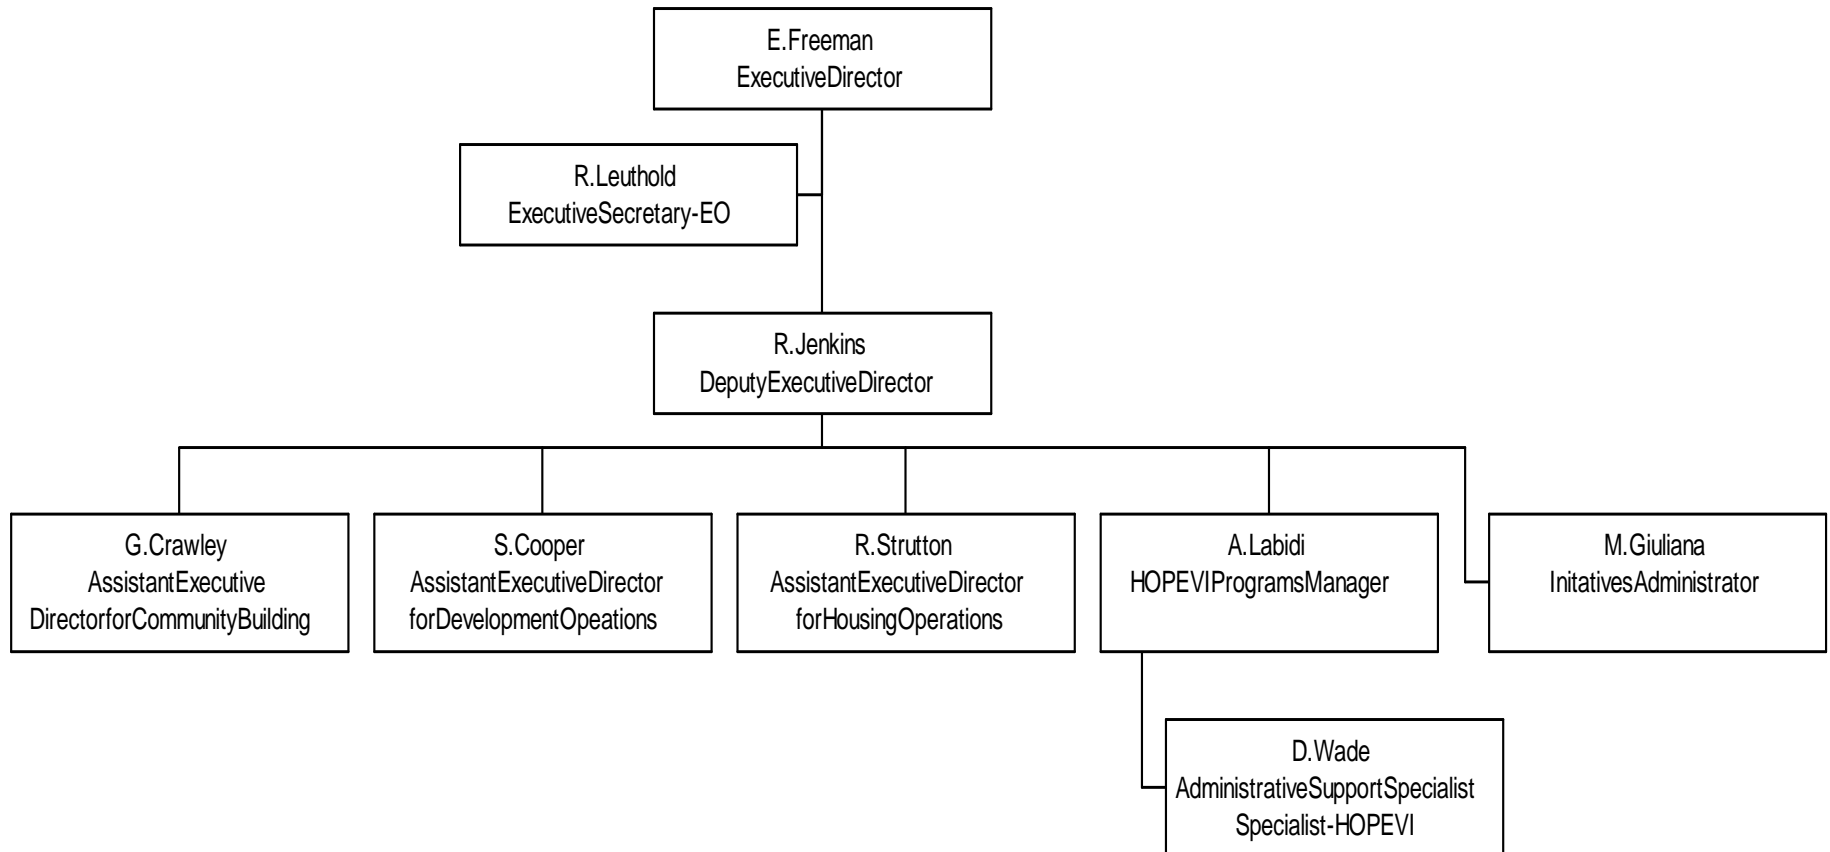 E.Freeman
ExecutiveDirector
R.Leuthold
ExecutiveSecretary-EO
R.Jenkins
DeputyExecutiveDirector
G.Crawley
AssistantExecutive
DirectorforCommunityBuilding
S.Cooper
AssistantExecutiveDirector
forDevelopmentOpeations
R.Strutton
AssistantExecutiveDirector
forHousingOperations
A.Labidi
HOPEVIProgramsManager
M.Giuliana
InitativesAdministrator
D.Wade
AdministrativeSupportSpecialist
Specialist-HOPEVI